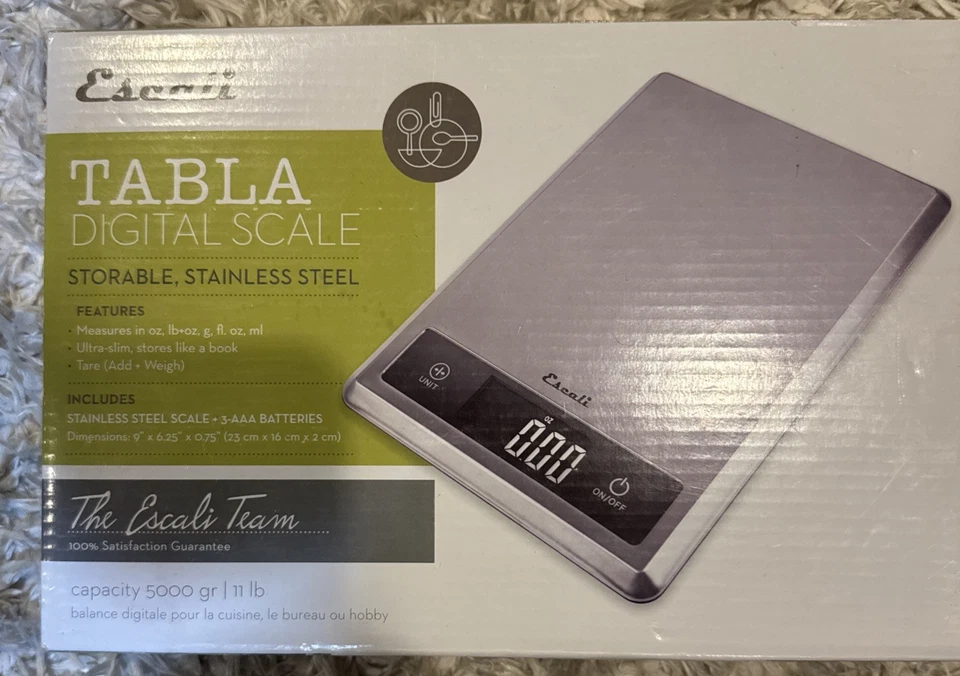 Escali
TABLA
DIGITAL SCALE
STORABLE, STAINLESS STEEL
FEATURES
• Measures in oz, lb+oz, g, fl. oz, ml
• Ultra-slim, stores like a book
• Tare (Add + Weigh)
INCLUDES
STAINLESS STEEL SCALE + 3-AAA BATTERIES
Dimensions: 9" x 6.25" x 0.75" (23 cm x 16 cm x 2 cm)
The Escali Team
100% Satisfaction Guarantee
capacity 5000 gr | 11 lb
balance digitale pour la cuisine, le bureau ou hobby
UNIT
Escali
oz
0.00
ON/OFF